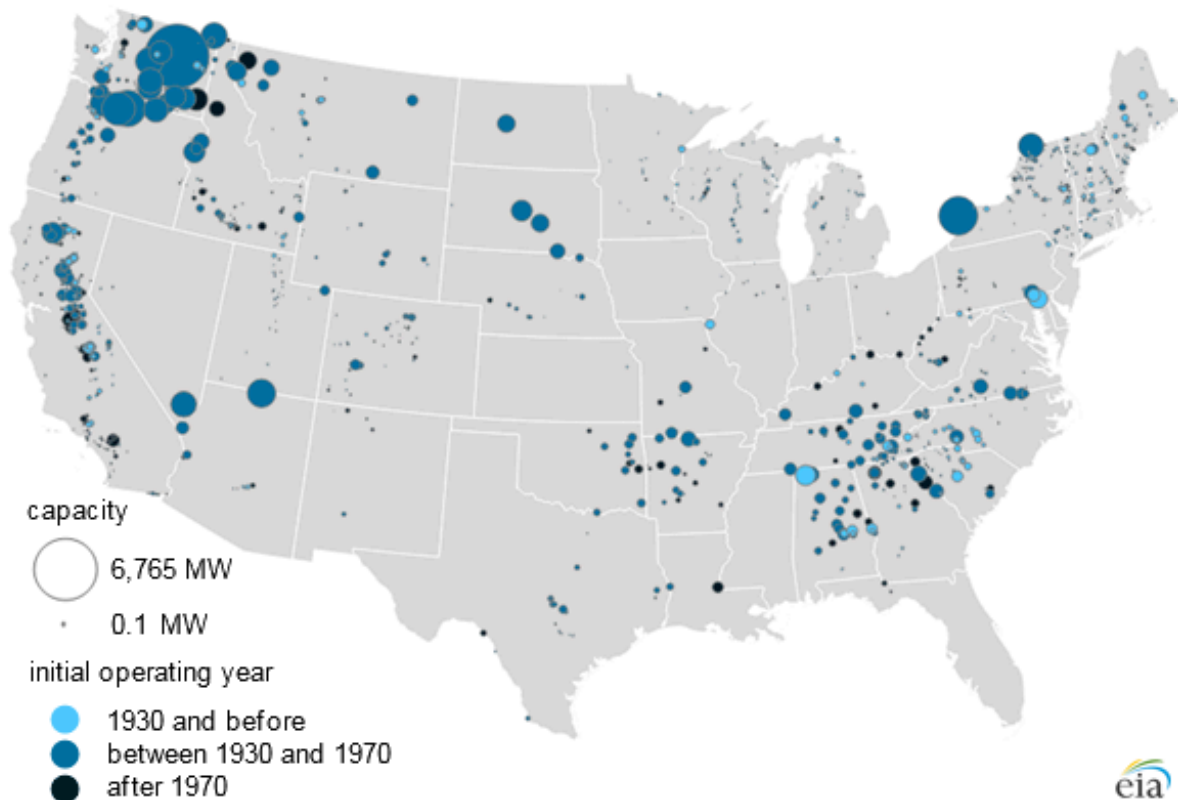 capacity
6,765 MW
0.1 MW
initial operating year
1930 and before
between 1930 and 1970
after 1970
eia